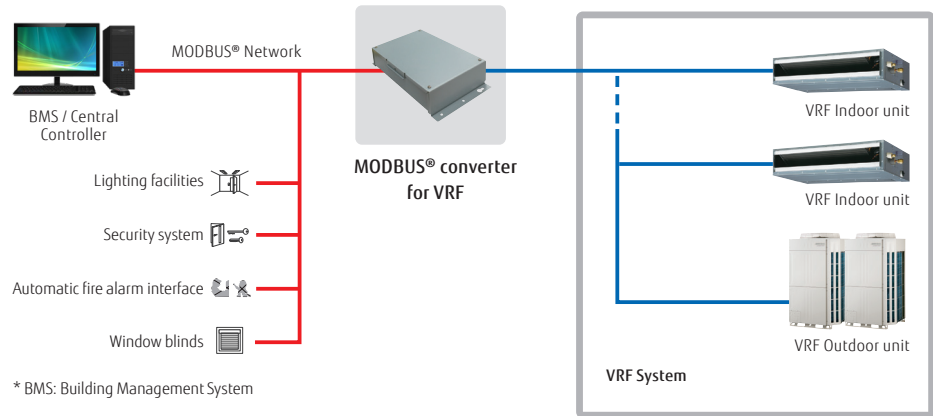 MODBUS® Network
BMS / Central
Controller
MODBUS® converter
for VRF
Lighting facilities
Security system
Automatic fire alarm interface
Window blinds
* BMS: Building Management System
VRF Indoor unit
VRF Indoor unit
VRF Outdoor unit
VRF System